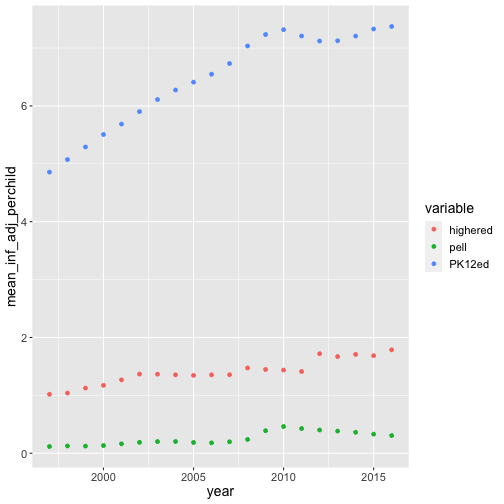 6
4
2
0
mean_inf_adj_perchild
2000
2005
2010
2015
year
variable
highered
pell
PK12ed